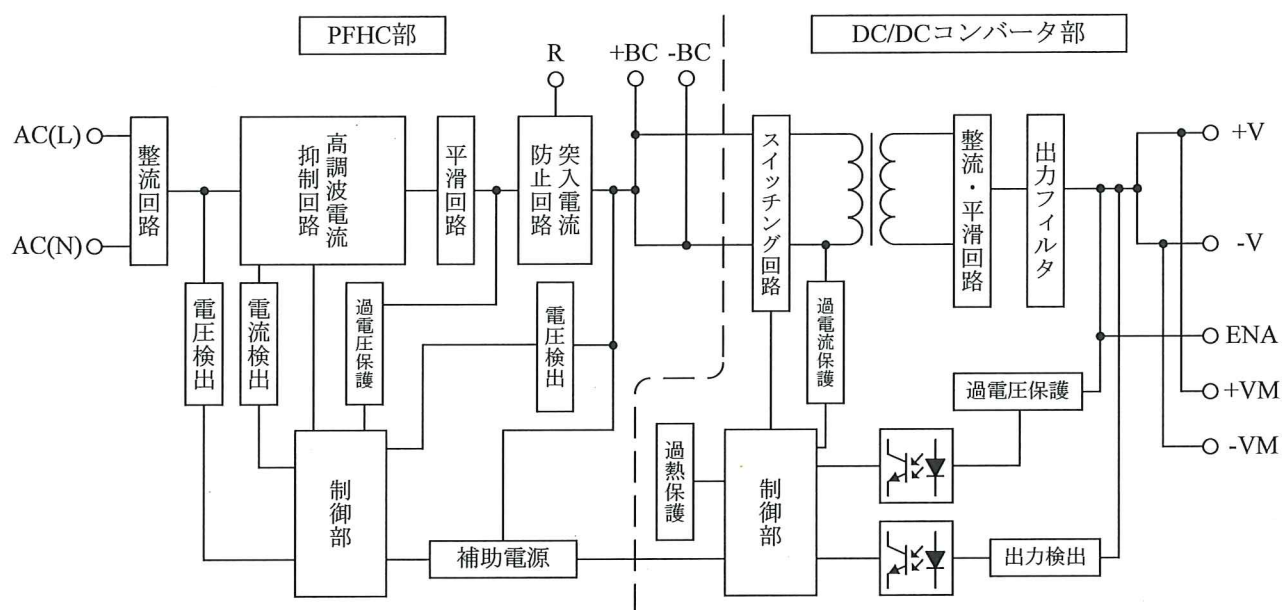 PFHC部
DC/DCコンバータ部
R
+BC
-BC
AC(L)
AC(N)
整流回路
高調波電流
抑制回路
平滑回路
突入電流
防止回路
スイッチング回路
整流・平滑回路
出力フィルタ
+V
-V
ENA
+VM
-VM
電圧検出
電流検出
過電圧保護
電圧検出
過電流保護
過電圧保護
制御部
過熱保護
制御部
補助電源
出力検出